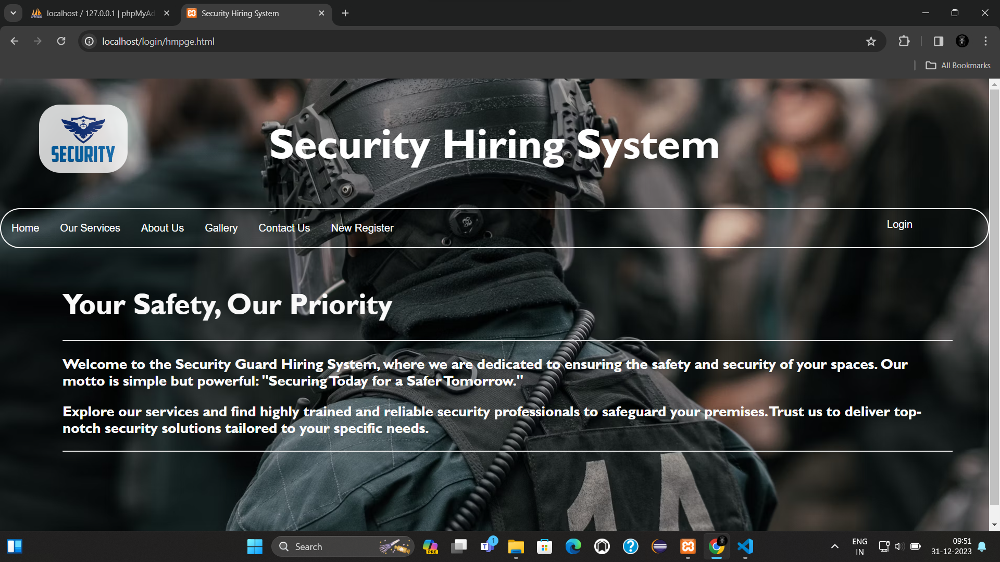 localhost / 127.0.0.1 | phpMyAd
Security Hiring System
localhost/login/hmpge.html
All Bookmarks
SECURITY
Security Hiring System
Home Our Services About Us Gallery Contact Us New Register Login
Your Safety, Our Priority
Welcome to the Security Guard Hiring System, where we are dedicated to ensuring the safety and security of your spaces. Our
motto is simple but powerful: "Securing Today for a Safer Tomorrow."
Explore our services and find highly trained and reliable security professionals to safeguard your premises. Trust us to deliver top-
notch security solutions tailored to your specific needs.
14
Search
PRE
1
ENG
IN
09:51
31-12-2023